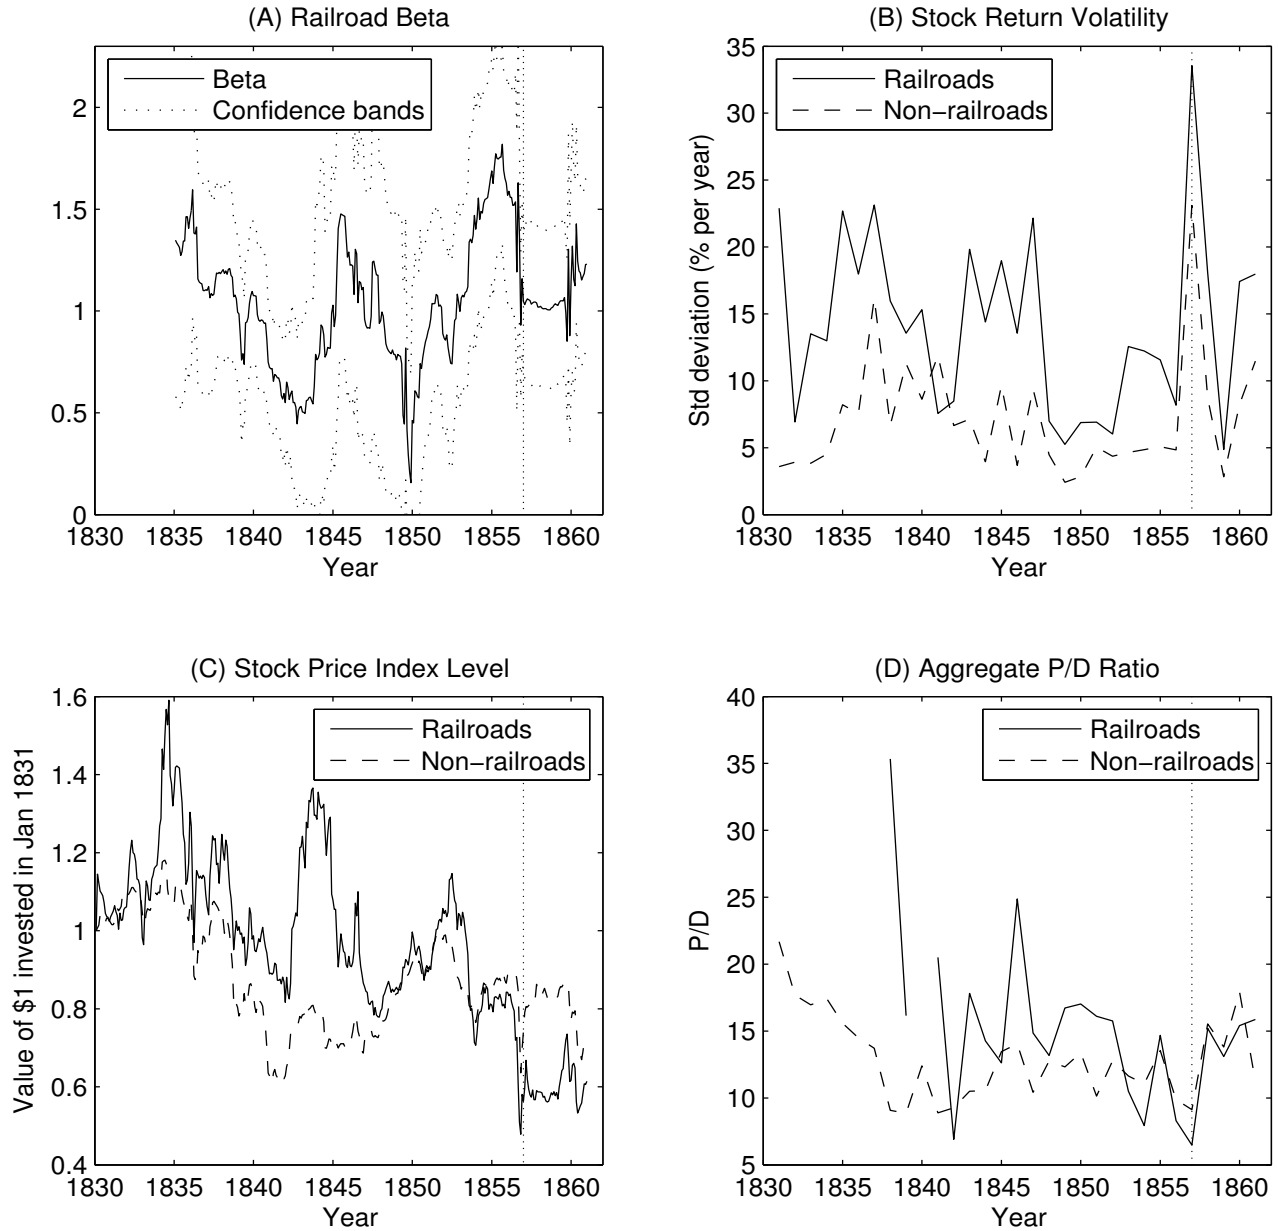 (A) Railroad Beta
Beta
Confidence bands
2
1.5
1
0.5
0
1830 1835 1840 1845 1850 1855 1860
Year
(B) Stock Return Volatility
Std deviation (% per year)
Railroads
Non−railroads
35
30
25
20
15
10
5
0
1830 1835 1840 1845 1850 1855 1860
Year
(C) Stock Price Index Level
Value of $1 invested in Jan 1831
Railroads
Non−railroads
1.6
1.4
1.2
1
0.8
0.6
0.4
1830 1835 1840 1845 1850 1855 1860
Year
(D) Aggregate P/D Ratio
P/D
Railroads
Non−railroads
40
35
30
25
20
15
10
5
1830 1835 1840 1845 1850 1855 1860
Year